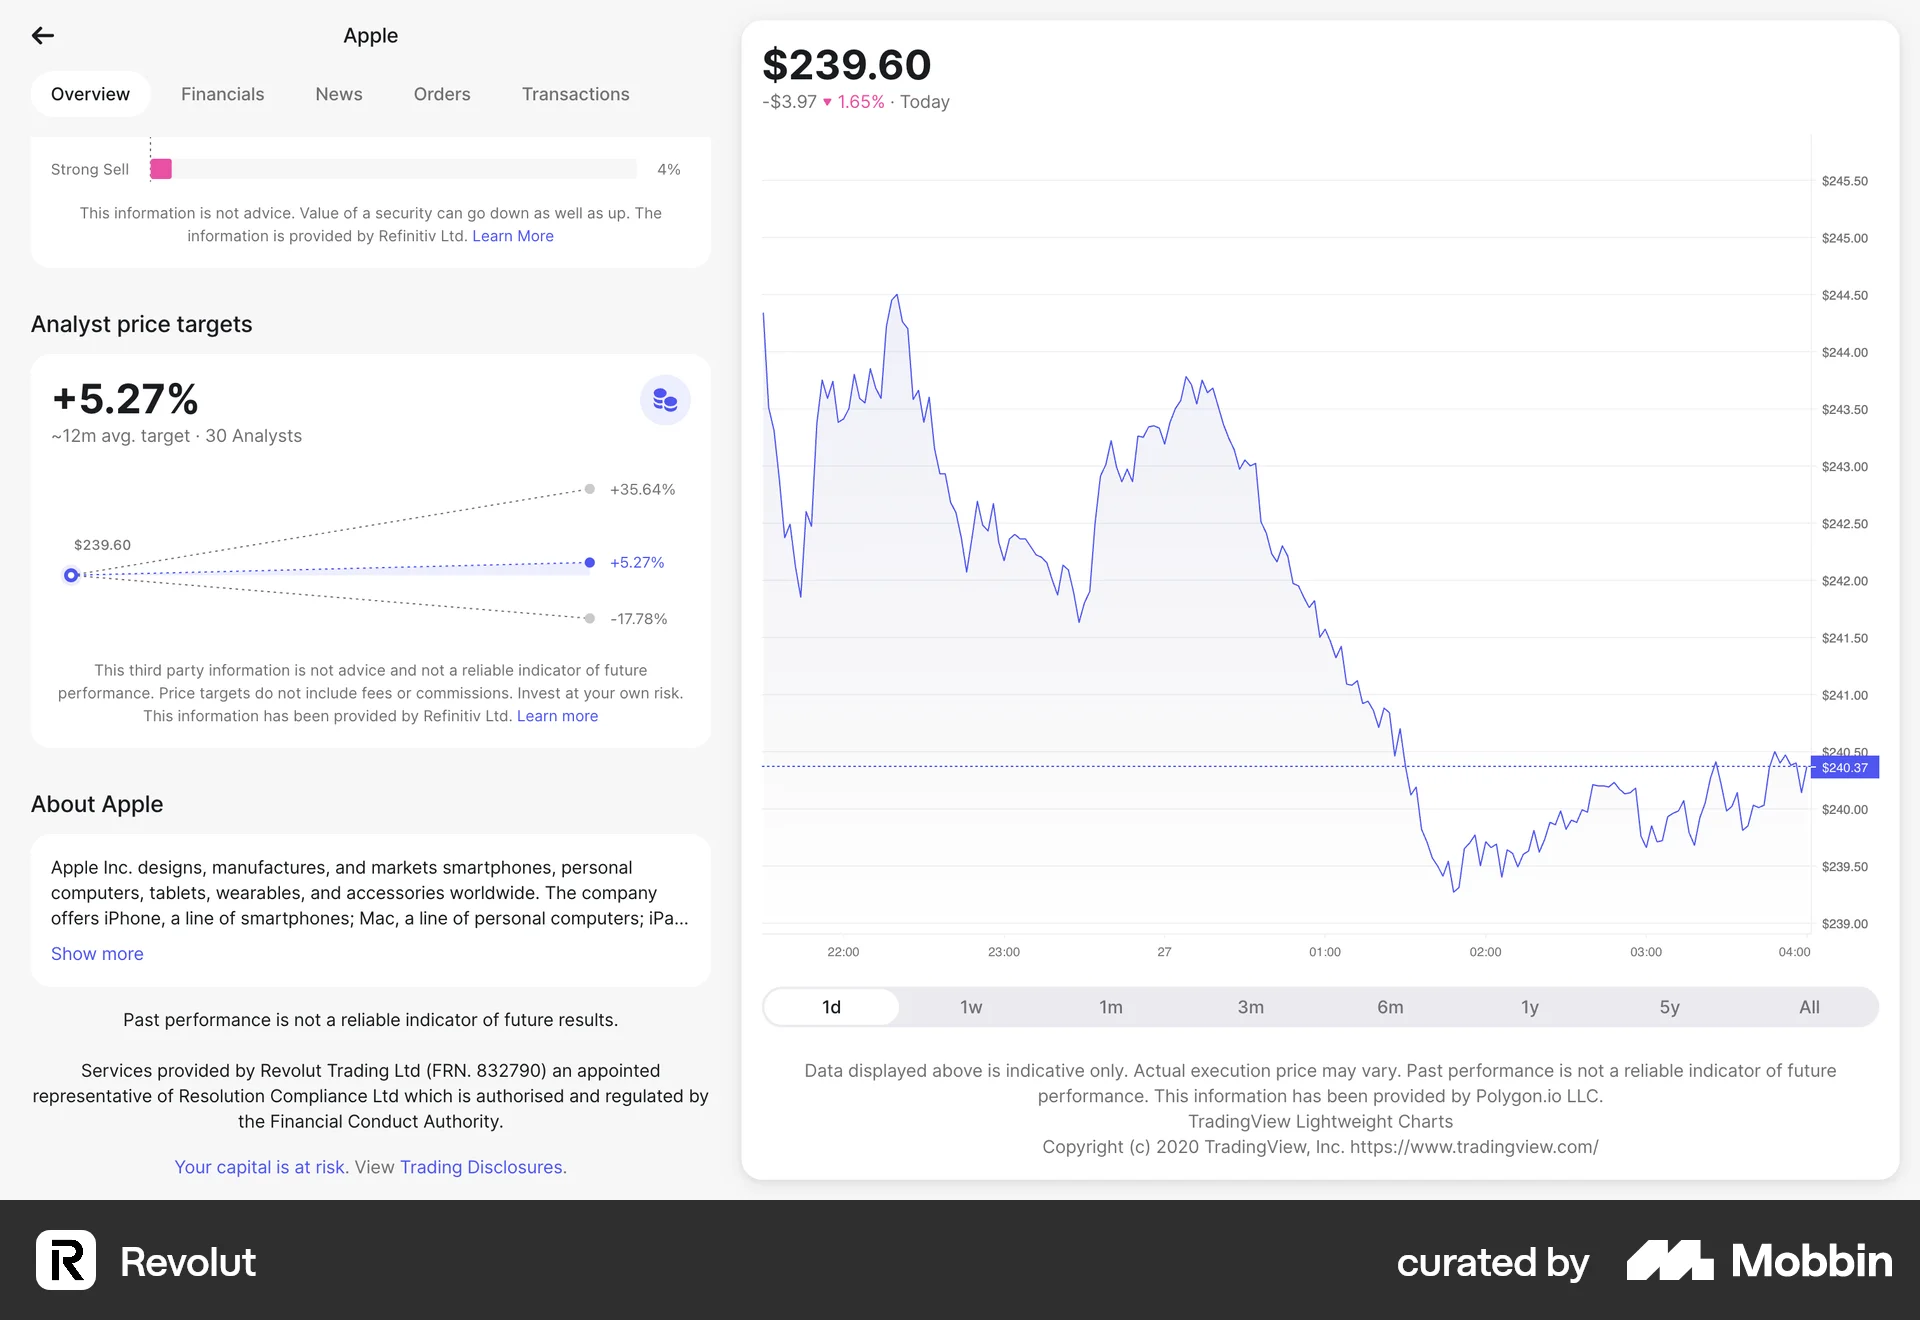 Apple
Overview
Financials
News
Orders
Transactions
Strong Sell
4%
This information is not advice. Value of a security can go down as well as up. The
information is provided by Refinitiv Ltd. Learn More
Analyst price targets
+5.27%
~12m avg. target · 30 Analysts
+35.64%
$239.60
+5.27%
-17.78%
This third party information is not advice and not a reliable indicator of future
performance. Price targets do not include fees or commissions. Invest at your own risk.
This information has been provided by Refinitiv Ltd. Learn more
About Apple
Apple Inc. designs, manufactures, and markets smartphones, personal
computers, tablets, wearables, and accessories worldwide. The company
offers iPhone, a line of smartphones; Mac, a line of personal computers; iPa...
Show more
Past performance is not a reliable indicator of future results.
Services provided by Revolut Trading Ltd (FRN. 832790) an appointed
representative of Resolution Compliance Ltd which is authorised and regulated by
the Financial Conduct Authority.
Your capital is at risk. View Trading Disclosures.
$239.60
-$3.97 ▼ 1.65% · Today
$245.50
$245.00
$244.50
$244.00
$243.50
$243.00
$242.50
$242.00
$241.50
$241.00
$240.50
$240.37
$240.00
$239.50
$239.00
22:00
23:00
27
01:00
02:00
03:00
04:00
1d
1w
1m
3m
6m
1y
5y
All
Data displayed above is indicative only. Actual execution price may vary. Past performance is not a reliable indicator of future
performance. This information has been provided by Polygon.io LLC.
TradingView Lightweight Charts
Copyright (c) 2020 TradingView, Inc. https://www.tradingview.com/
Revolut
curated by
Mobbin